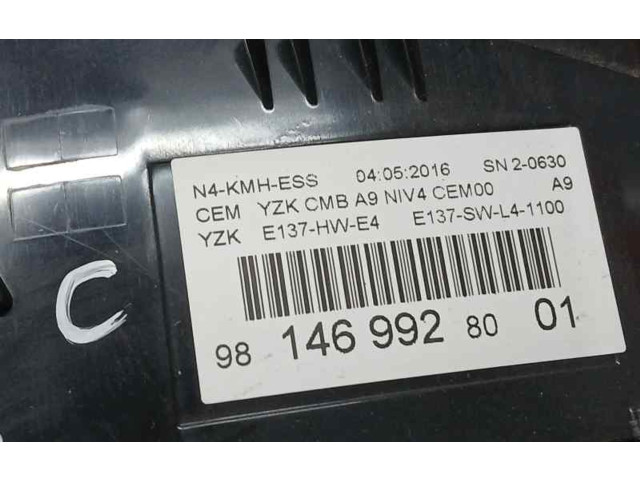 N4-KMH-ESS 04:05:2016 SN 2-0630
CEM YZK CMB A9 NIV4 CEM00 A9
YZK E137-HW-E4 E137-SW-L4-1100
98 146 992 80 01
C